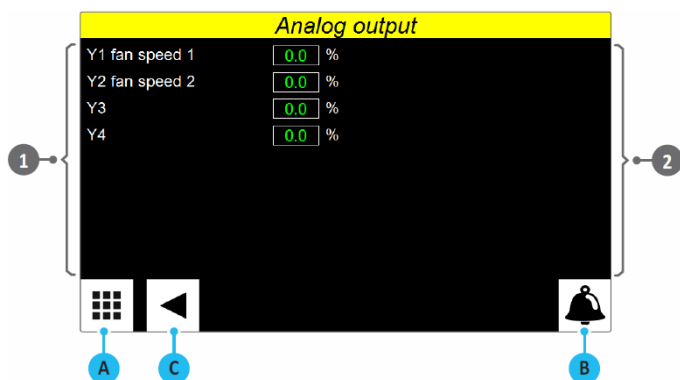 Analog output
Y1 fan speed 1 0.0 %
Y2 fan speed 2 0.0 %
Y3 0.0 %
Y4 0.0 %
1 2
A C B